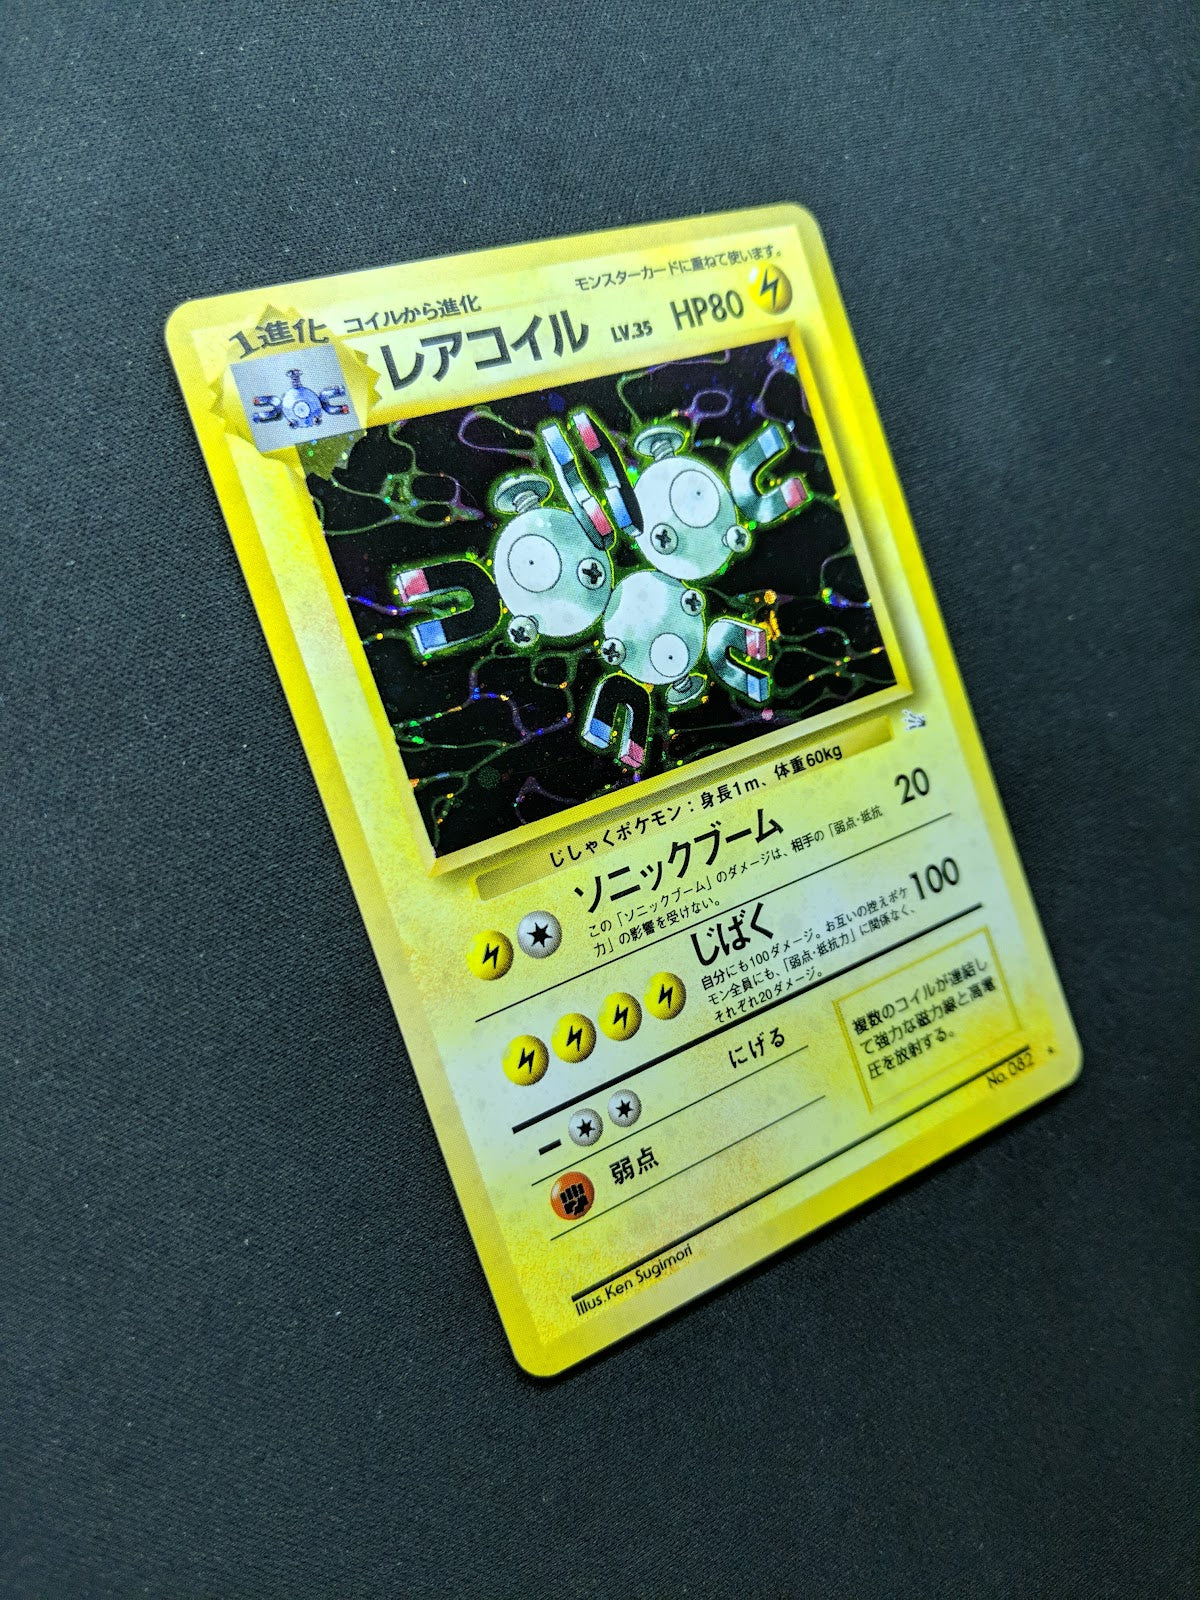 モンスターカードに重ねて使います。
1進化 コイルから進化
レアコイル LV.35 HP80
じしゃくポケモン：身長1m、体重60kg
ソニックブーム 20
この「ソニックブーム」のダメージは、相手の「弱点・抵抗
力」の影響を受けない。
じばく 100
自分にも100ダメージ。お互いの控えポケ
モン全員にも、「弱点・抵抗力」に関係なく、
それぞれ20ダメージ。
にげる
弱点
複数のコイルが連結し
て強力な磁力線と高電
圧を放射する。
Illus.Ken Sugimori
No. 082